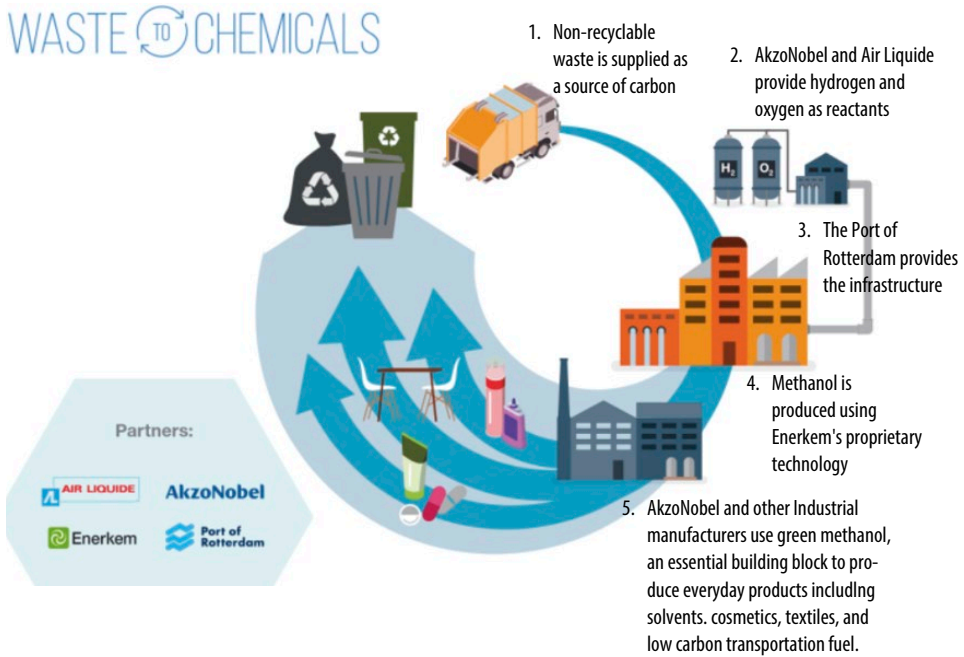 WASTE TO CHEMICALS
1. Non-recyclable
waste is supplied as
a source of carbon
2. AkzoNobel and Air Liquide
provide hydrogen and
oxygen as reactants
H2
O2
3. The Port of
Rotterdam provides
the infrastructure
4. Methanol is
produced using
Enerkem's proprietary
technology
5. AkzoNobel and other Industrial
manufacturers use green methanol,
an essential building block to pro-
duce everyday products includIng
solvents. cosmetics, textiles, and
low carbon transportation fuel.
Partners:
AL AIR LIQUIDE
AkzoNobel
Enerkem
Port of
Rotterdam